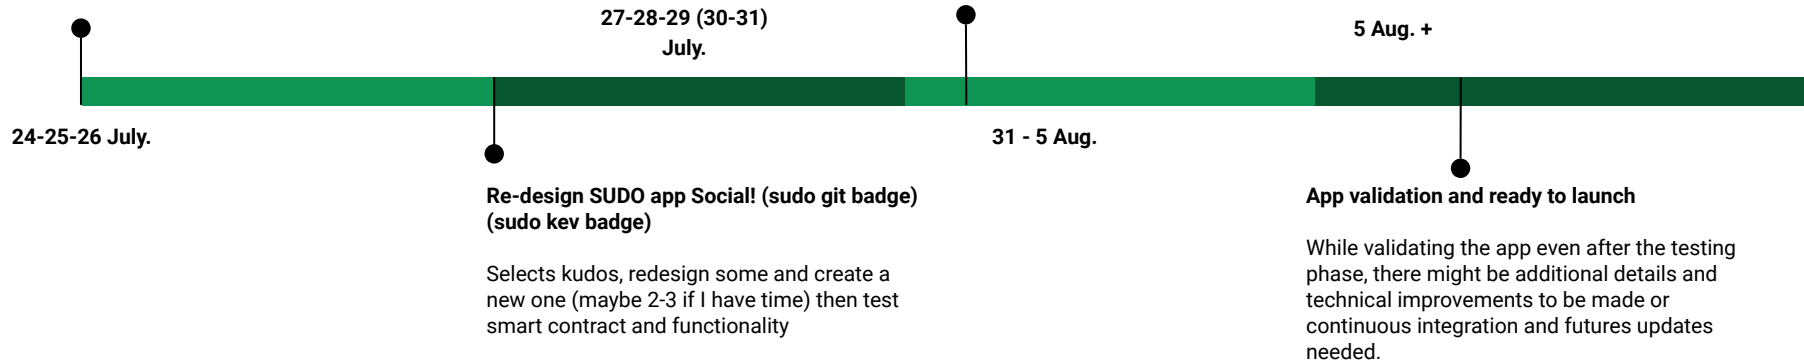 27-28-29 (30-31)
July.
5 Aug. +
24-25-26 July.
31 - 5 Aug.
Re-design SUDO app Social! (sudo git badge)
(sudo kev badge)
Selects kudos, redesign some and create a
new one (maybe 2-3 if I have time) then test
smart contract and functionality
App validation and ready to launch
While validating the app even after the testing
phase, there might be additional details and
technical improvements to be made or
continuous integration and futures updates
needed.